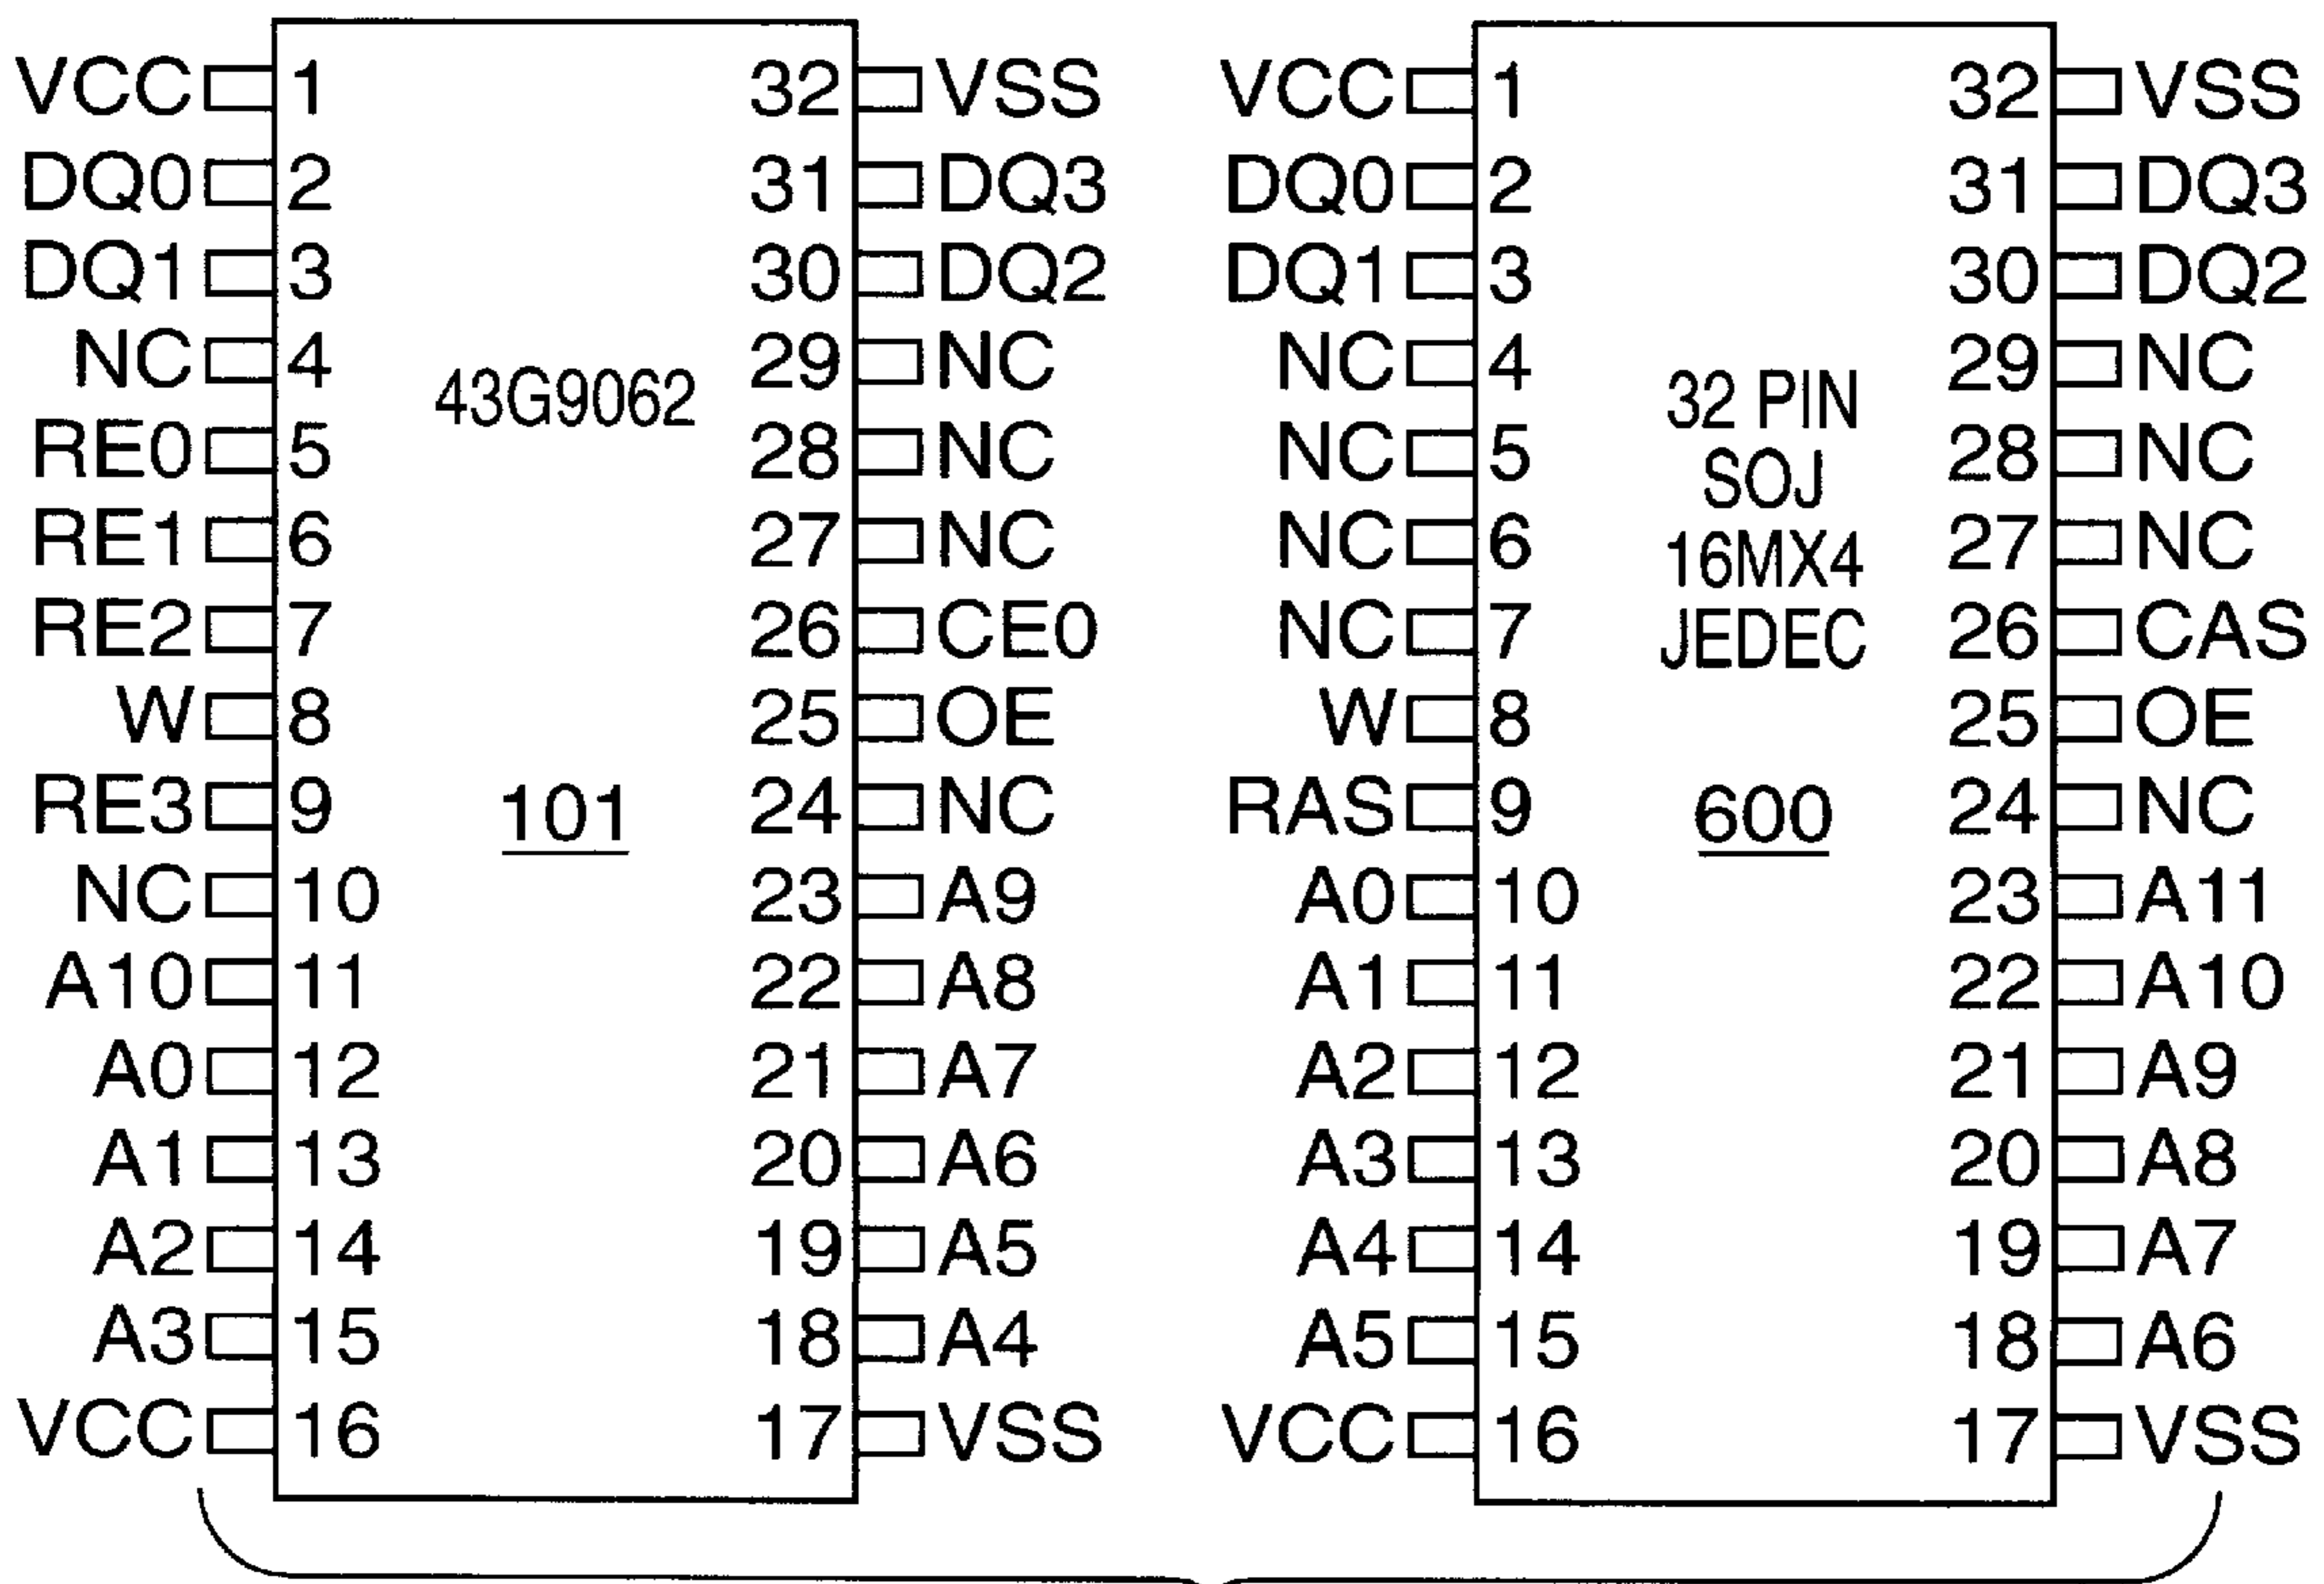 VCC 1 32 VSS VCC 1 32 VSS
DQ0 2 31 DQ3 DQ0 2 31 DQ3
DQ1 3 30 DQ2 DQ1 3 30 DQ2
NC 4 29 NC NC 4 29 NC
43G9062 32 PIN
RE0 5 28 NC NC 5 SOJ 28 NC
RE1 6 27 NC NC 6 16MX4 27 NC
RE2 7 26 CE0 NC 7 JEDEC 26 CAS
W 8 25 OE W 8 25 OE
RE3 9 101 24 NC RAS 9 600 24 NC
NC 10 23 A9 A0 10 23 A11
A10 11 22 A8 A1 11 22 A10
A0 12 21 A7 A2 12 21 A9
A1 13 20 A6 A3 13 20 A8
A2 14 19 A5 A4 14 19 A7
A3 15 18 A4 A5 15 18 A6
VCC 16 17 VSS VCC 16 17 VSS